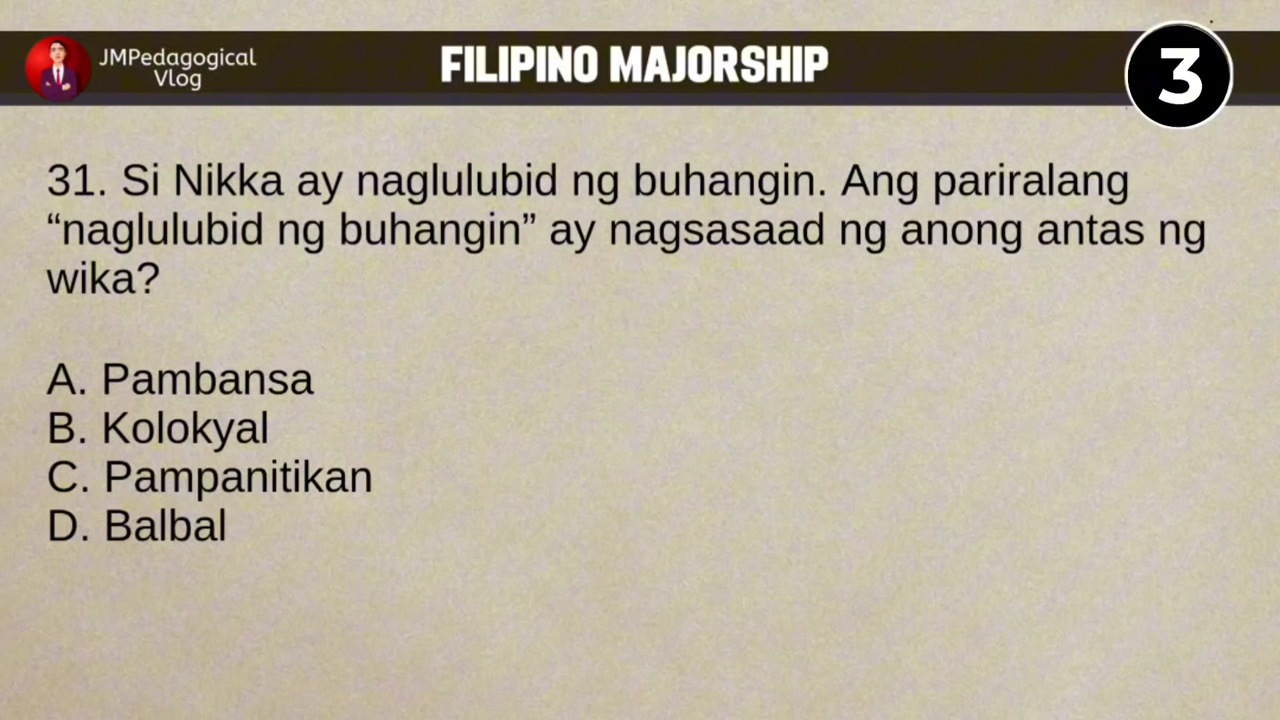 JMPedagogical
Vlog
FILIPINO MAJORSHIP
3
31. Si Nikka ay naglulubid ng buhangin. Ang pariralang
“naglulubid ng buhangin” ay nagsasaad ng anong antas ng
wika?
A. Pambansa
B. Kolokyal
C. Pampanitikan
D. Balbal